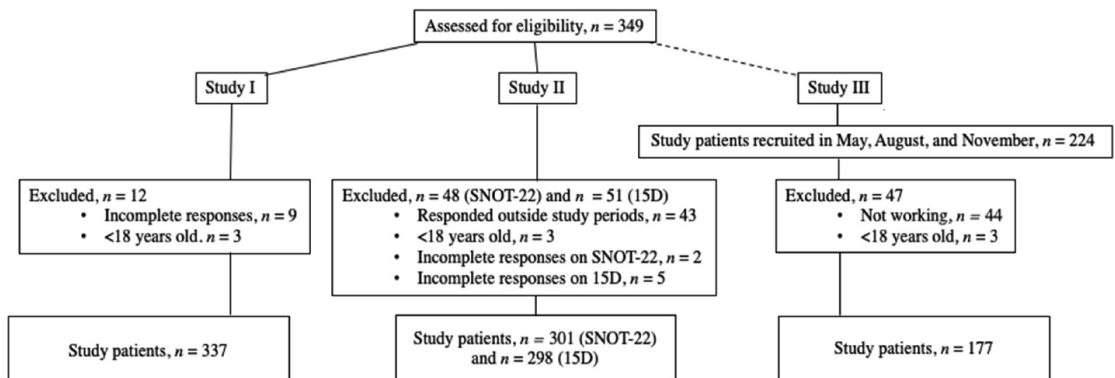 Assessed for eligibility, n = 349
Study I
Study II
Study III
Study patients recruited in May, August, and November, n = 224
Excluded, n = 12
• Incomplete responses, n = 9
• <18 years old. n = 3
Excluded, n = 48 (SNOT-22) and n = 51 (15D)
• Responded outside study periods, n = 43
• <18 years old, n = 3
• Incomplete responses on SNOT-22, n = 2
• Incomplete responses on 15D, n = 5
Excluded, n = 47
• Not working, n = 44
• <18 years old, n = 3
Study patients, n = 337
Study patients, n = 301 (SNOT-22)
and n = 298 (15D)
Study patients, n = 177